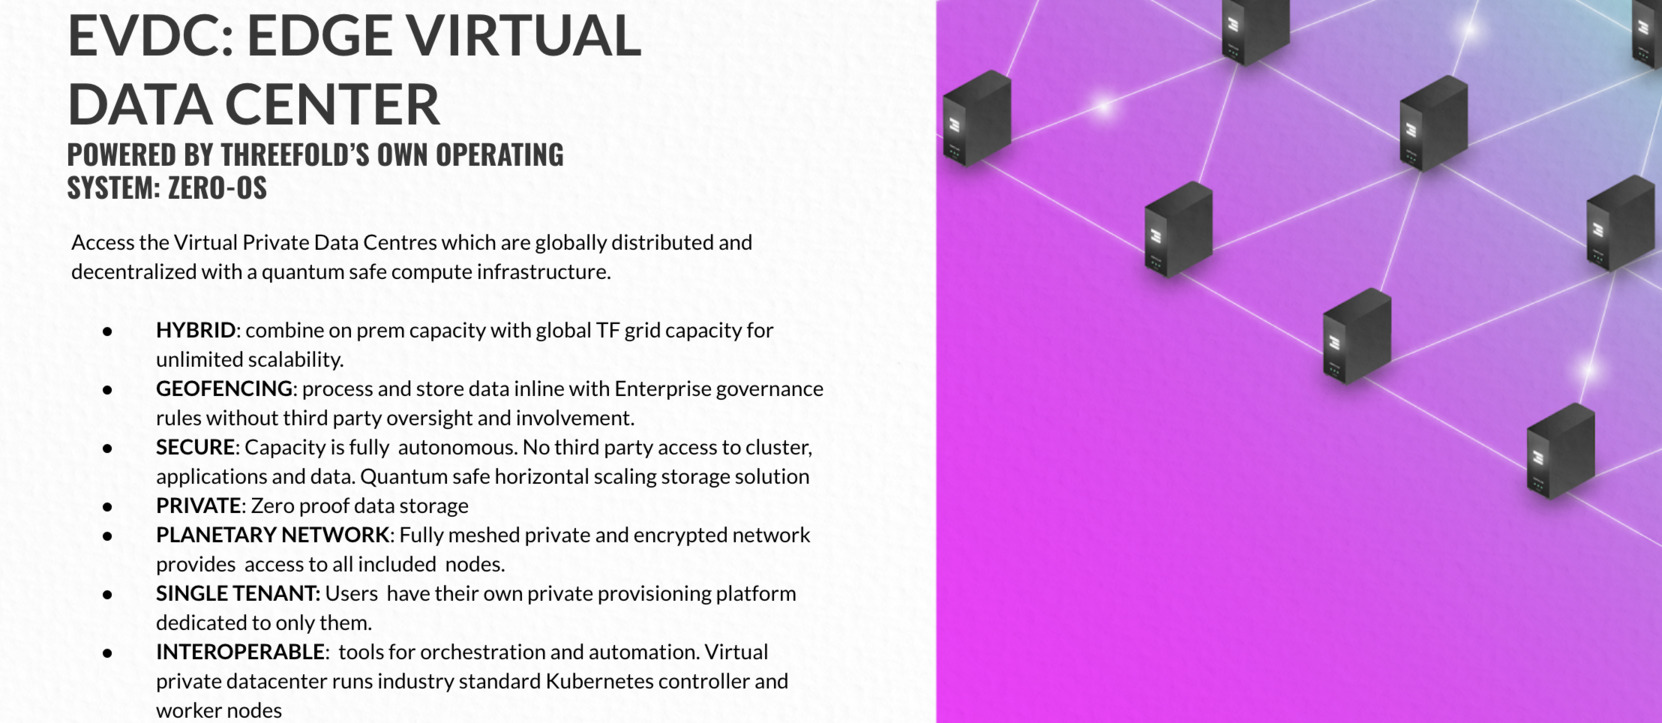 EVDC: EDGE VIRTUAL
DATA CENTER
POWERED BY THREEFOLD’S OWN OPERATING
SYSTEM: ZERO-OS
Access the Virtual Private Data Centres which are globally distributed and
decentralized with a quantum safe compute infrastructure.
● HYBRID: combine on prem capacity with global TF grid capacity for
unlimited scalability.
● GEOFENCING: process and store data inline with Enterprise governance
rules without third party oversight and involvement.
● SECURE: Capacity is fully  autonomous. No third party access to cluster,
applications and data. Quantum safe horizontal scaling storage solution
● PRIVATE: Zero proof data storage
● PLANETARY NETWORK: Fully meshed private and encrypted network
provides  access to all included  nodes.
● SINGLE TENANT: Users  have their own private provisioning platform
dedicated to only them.
● INTEROPERABLE:  tools for orchestration and automation. Virtual
private datacenter runs industry standard Kubernetes controller and
worker nodes